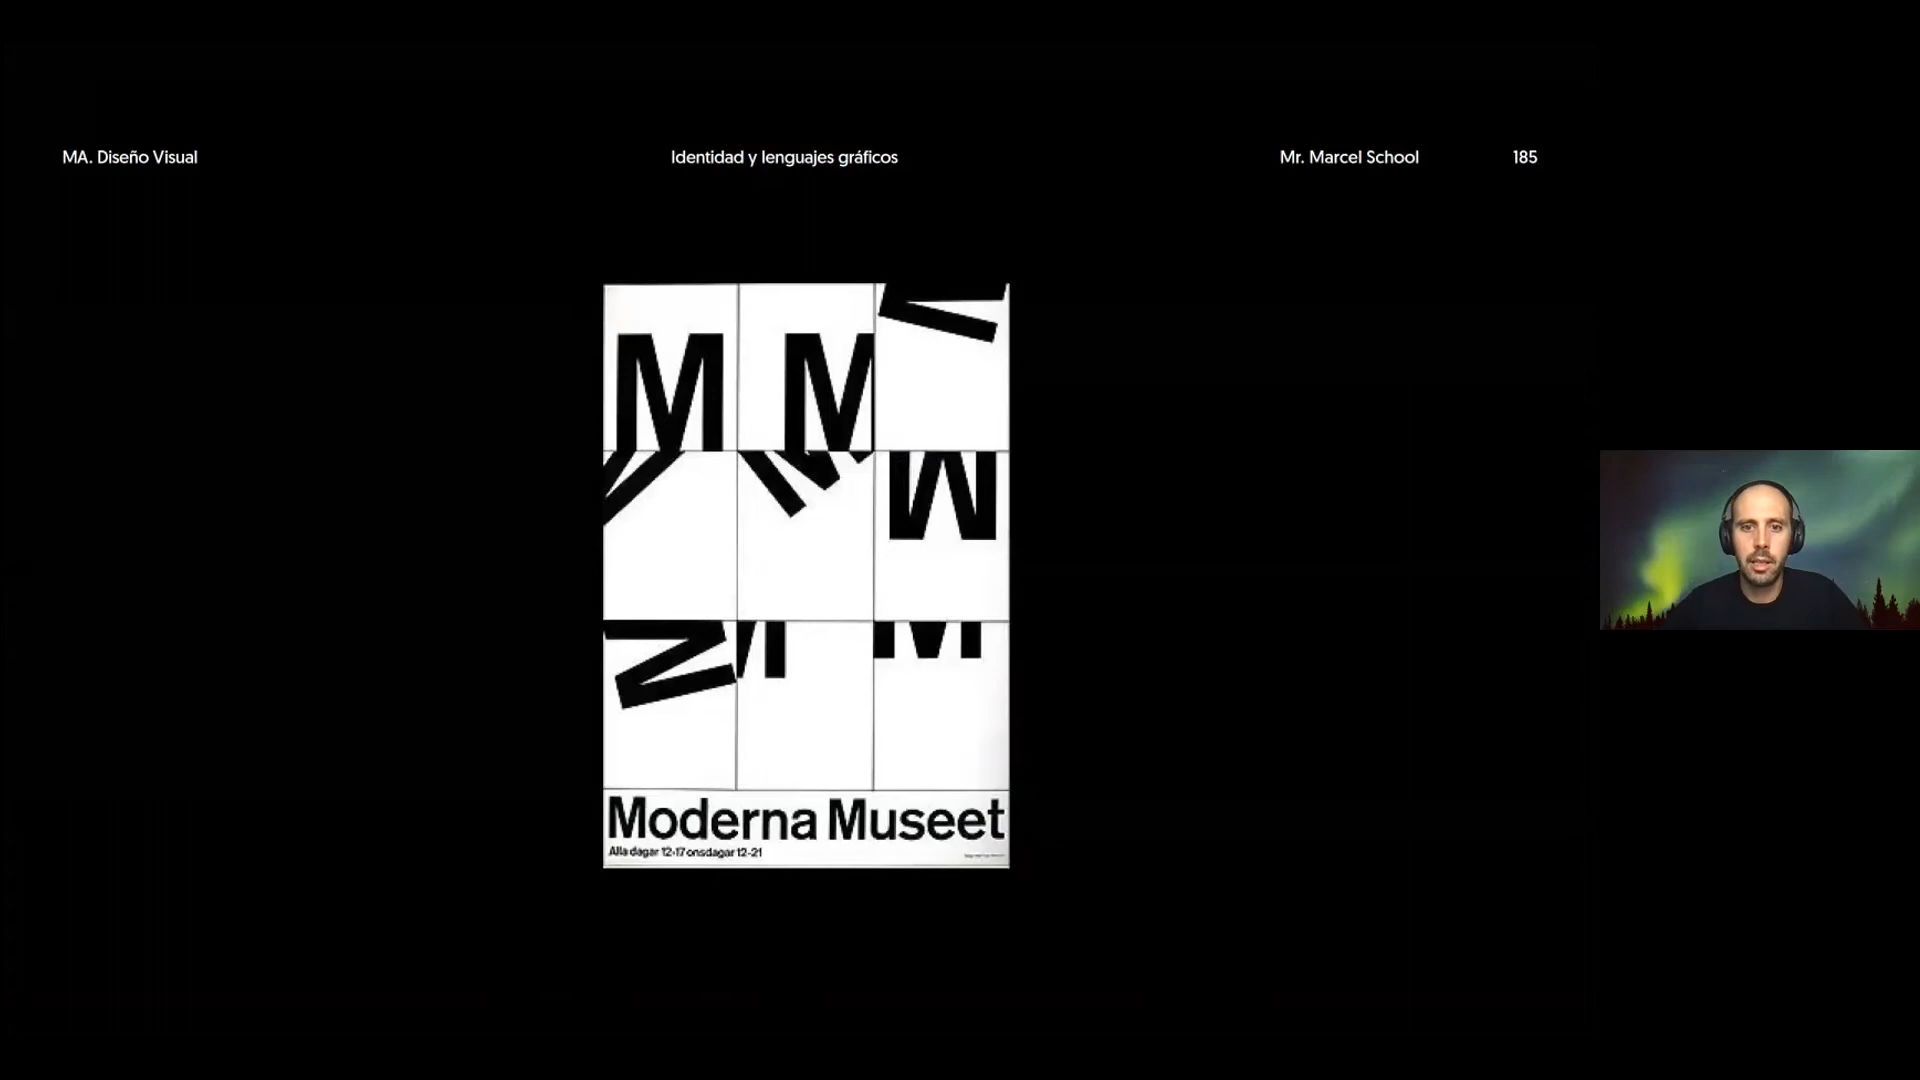 MA. Diseño Visual
Identidad y lenguajes gráficos
Mr. Marcel School
185
M
M
M
M
M
M
M
M
M
Moderna Museet
Alla dagar 12-17 onsdagar 12-21